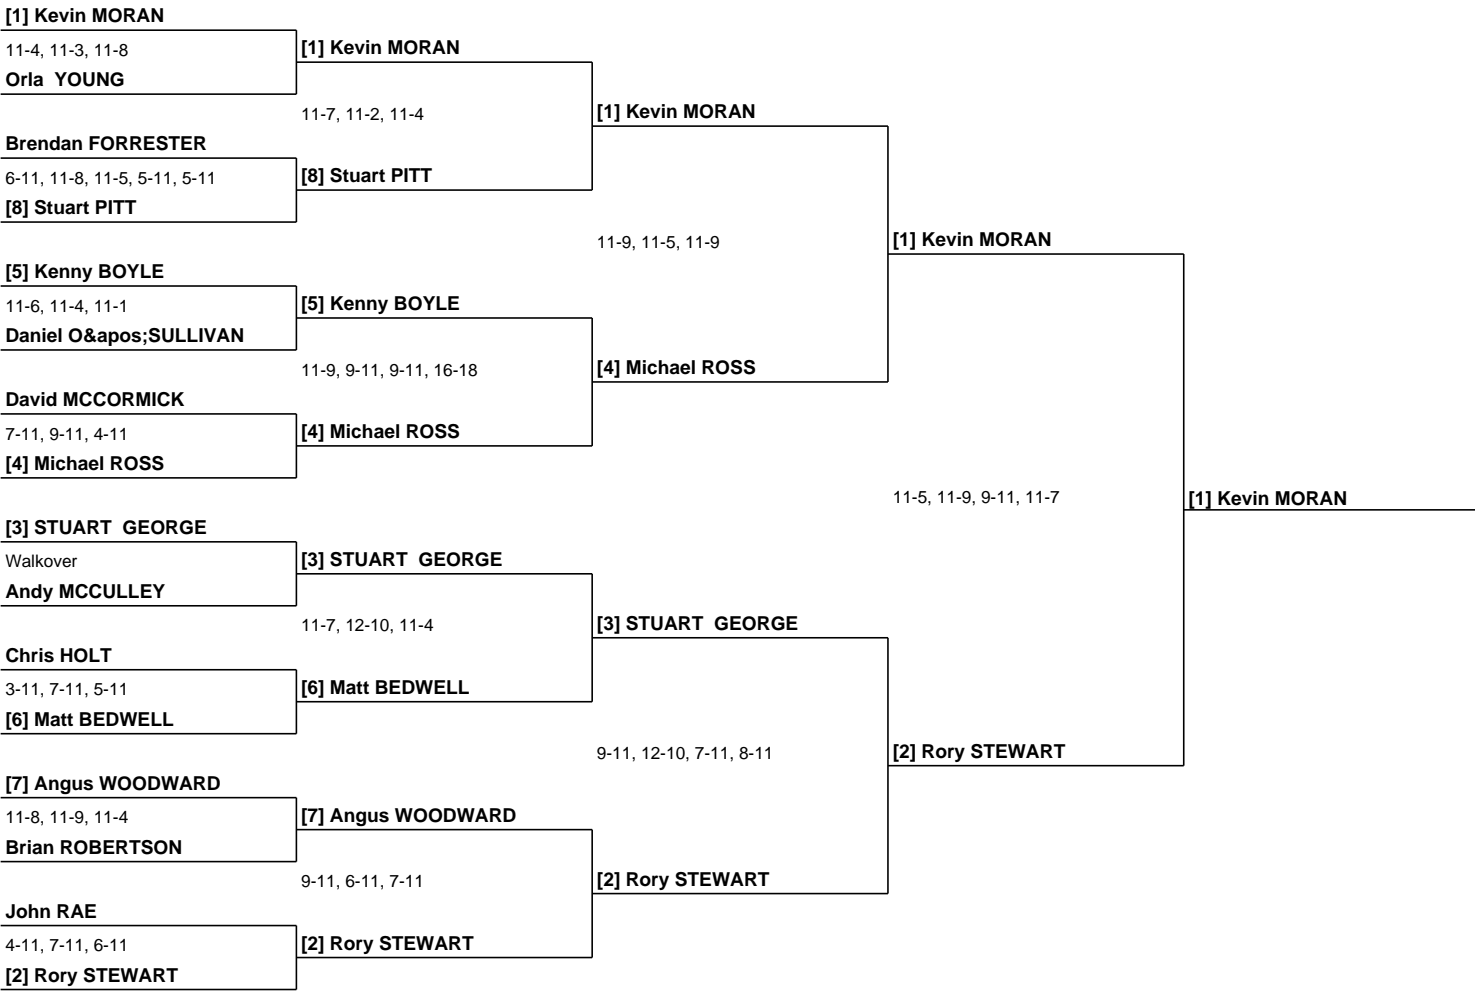 [1] Kevin MORAN
11-4, 11-3, 11-8
Orla  YOUNG
Brendan FORRESTER
6-11, 11-8, 11-5, 5-11, 5-11
[8] Stuart PITT
[5] Kenny BOYLE
11-6, 11-4, 11-1
Daniel O&apos;SULLIVAN
David MCCORMICK
7-11, 9-11, 4-11
[4] Michael ROSS
[3] STUART  GEORGE
Walkover
Andy MCCULLEY
Chris HOLT
3-11, 7-11, 5-11
[6] Matt BEDWELL
[7] Angus WOODWARD
11-8, 11-9, 11-4
Brian ROBERTSON
John RAE
4-11, 7-11, 6-11
[2] Rory STEWART
[1] Kevin MORAN
11-7, 11-2, 11-4
[8] Stuart PITT
[5] Kenny BOYLE
11-9, 9-11, 9-11, 16-18
[4] Michael ROSS
[3] STUART  GEORGE
11-7, 12-10, 11-4
[6] Matt BEDWELL
[7] Angus WOODWARD
9-11, 6-11, 7-11
[2] Rory STEWART
[1] Kevin MORAN
11-9, 11-5, 11-9
[4] Michael ROSS
[3] STUART  GEORGE
9-11, 12-10, 7-11, 8-11
[2] Rory STEWART
[1] Kevin MORAN
11-5, 11-9, 9-11, 11-7
[2] Rory STEWART
[1] Kevin MORAN